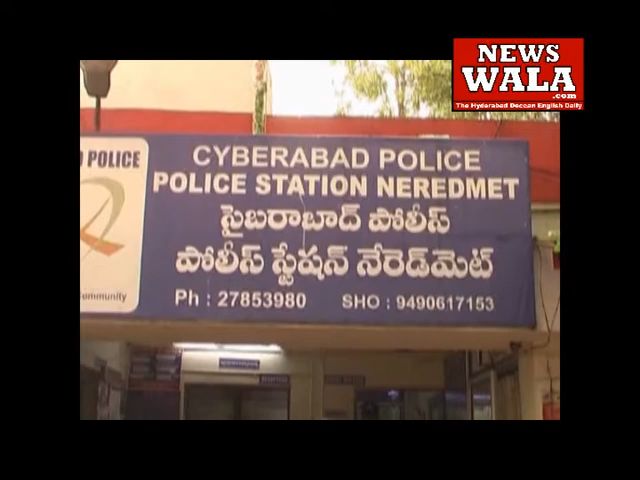 NEWS
WALA
.com
The Hyderabad Deccan English Daily
D POLICE
CYBERABAD POLICE
POLICE STATION NEREDMET
సైబరాబాద్ పోలీస్
పోలీస్ స్టేషన్ నేరెడ్‌మెట్
Ph : 27853980 SHO : 9490617153
ommunity